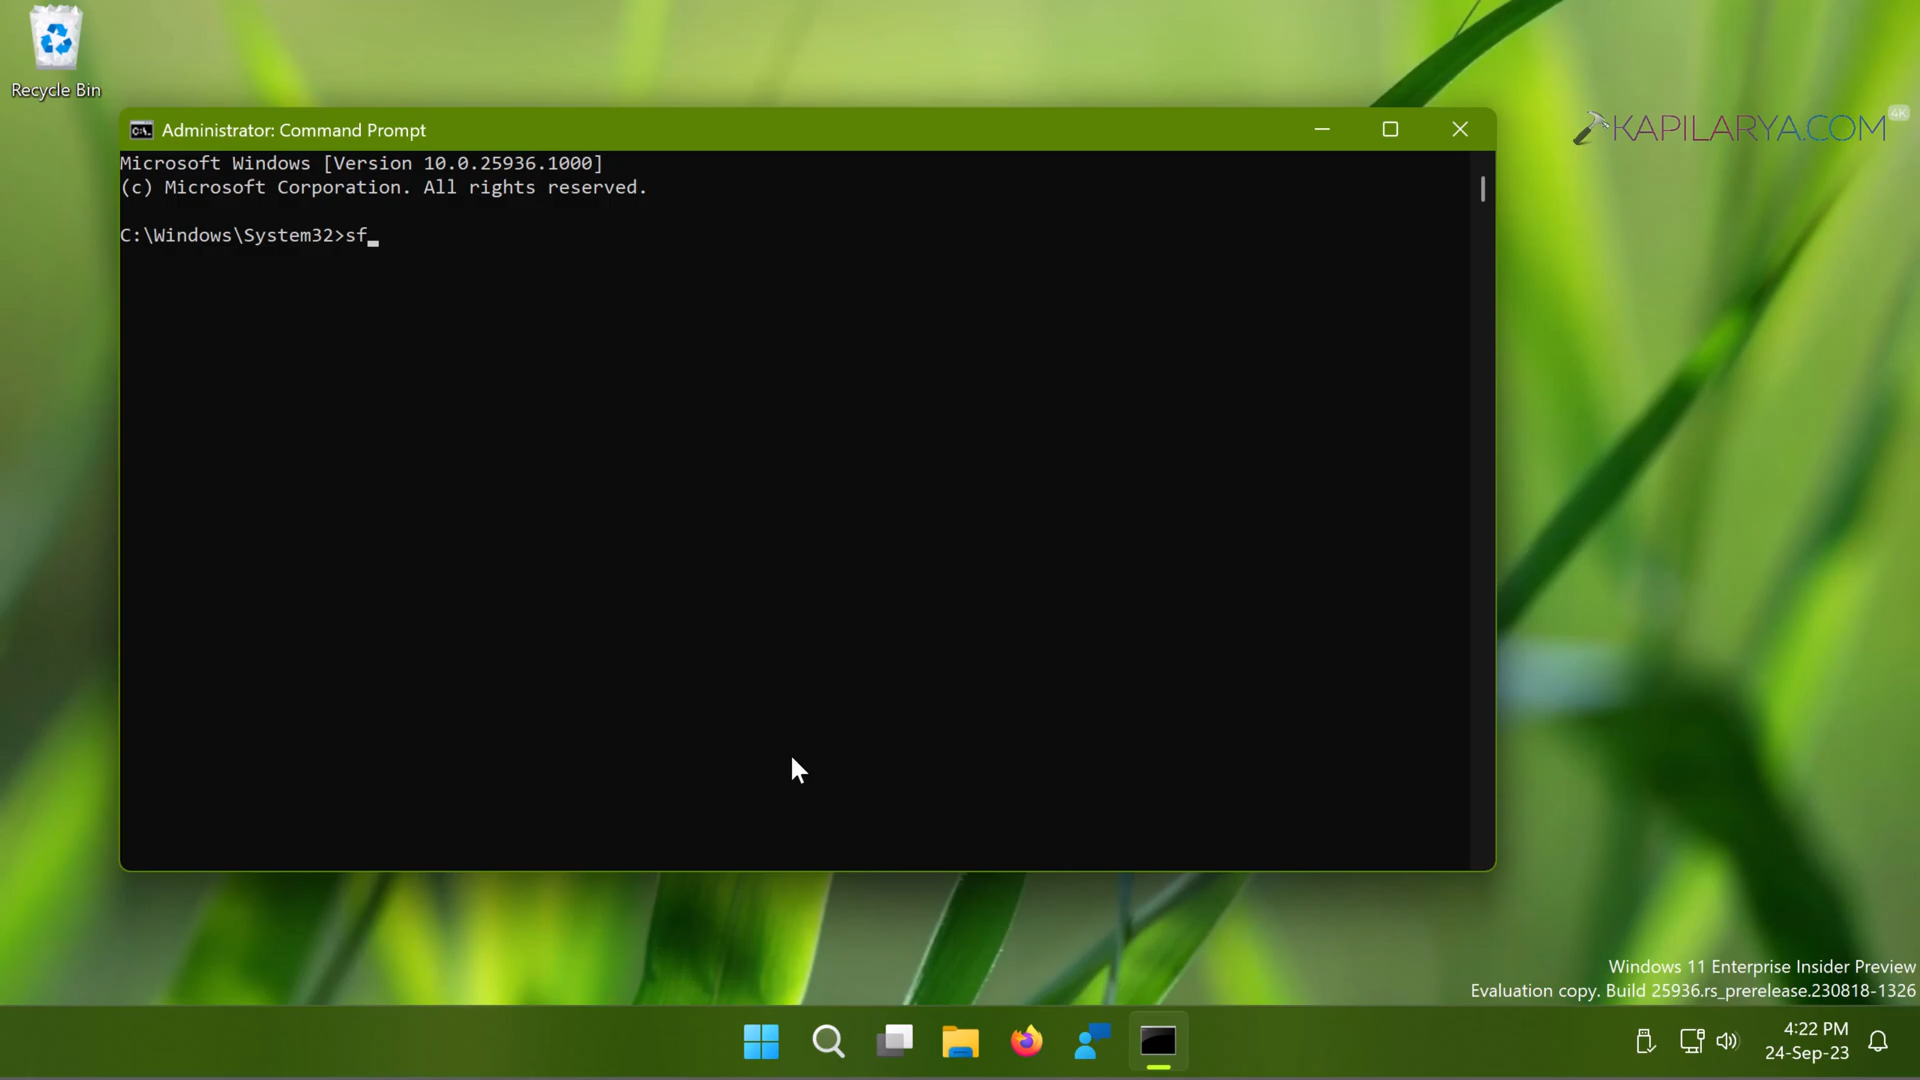 Recycle Bin
Administrator: Command Prompt
KAPILARYA.COM
4K
Microsoft Windows [Version 10.0.25936.1000]
(c) Microsoft Corporation. All rights reserved.
C:\Windows\System32>sf_
Windows 11 Enterprise Insider Preview
Evaluation copy. Build 25936.rs_prerelease.230818-1326
4:22 PM
24-Sep-23